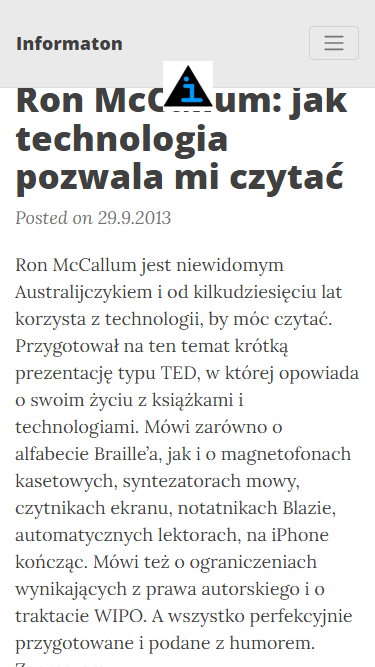 Informaton
Ron McCallum: jak
technologia
pozwala mi czytać
Posted on 29.9.2013
Ron McCallum jest niewidomym
Australijczykiem i od kilkudziesięciu lat
korzysta z technologii, by móc czytać.
Przygotował na ten temat krótką
prezentację typu TED, w której opowiada
o swoim życiu z książkami i
technologiami. Mówi zarówno o
alfabecie Braille’a, jak i o magnetofonach
kasetowych, syntezatorach mowy,
czytnikach ekranu, notatnikach Blazie,
automatycznych lektorach, na iPhone
kończąc. Mówi też o ograniczeniach
wynikających z prawa autorskiego i o
traktacie WIPO. A wszystko perfekcyjnie
przygotowane i podane z humorem.